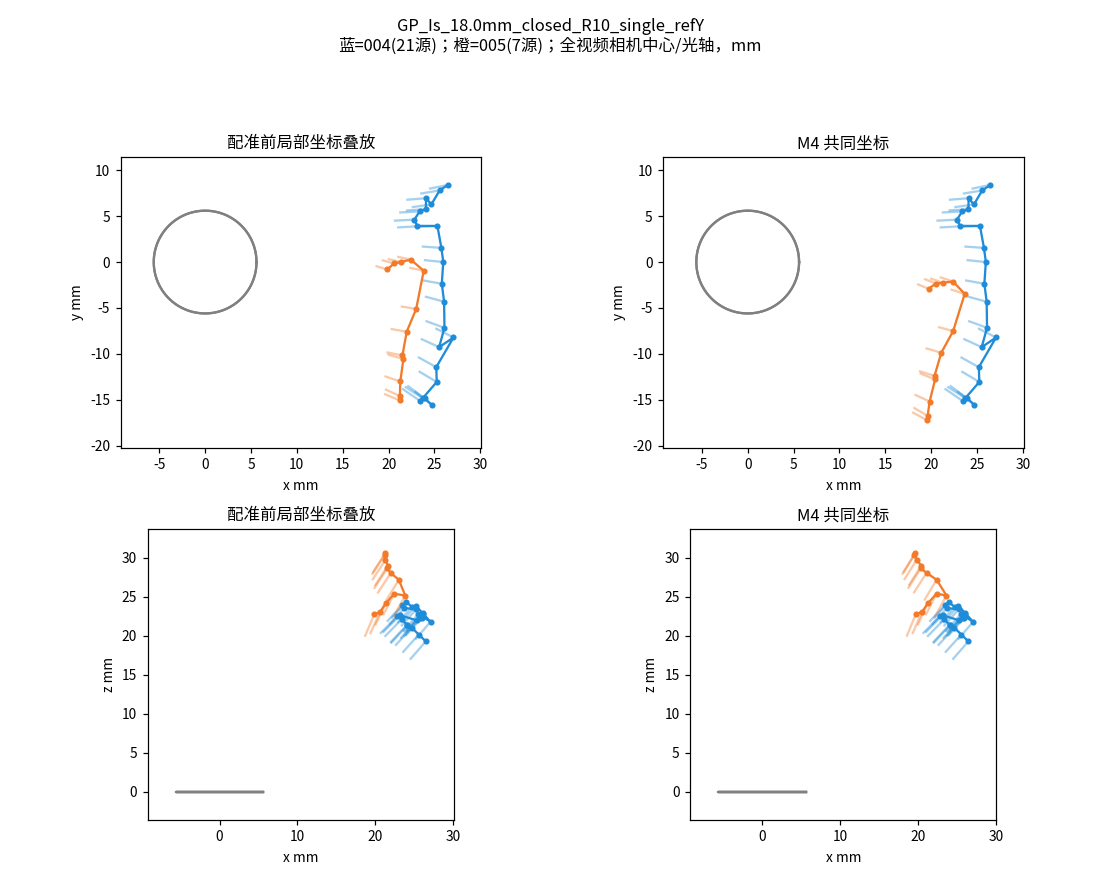 GP_Is_18.0mm_closed_R10_single_refY
蓝=004(21源)；橙=005(7源)；全视频相机中心/光轴，mm
配准前局部坐标叠放
M4 共同坐标
10
5
0
-5
-10
-15
-20
y mm
-5 0 5 10 15 20 25 30
x mm
10
5
0
-5
-10
-15
-20
y mm
-5 0 5 10 15 20 25 30
x mm
配准前局部坐标叠放
M4 共同坐标
30
25
20
15
10
5
0
z mm
0 10 20 30
x mm
30
25
20
15
10
5
0
z mm
0 10 20 30
x mm